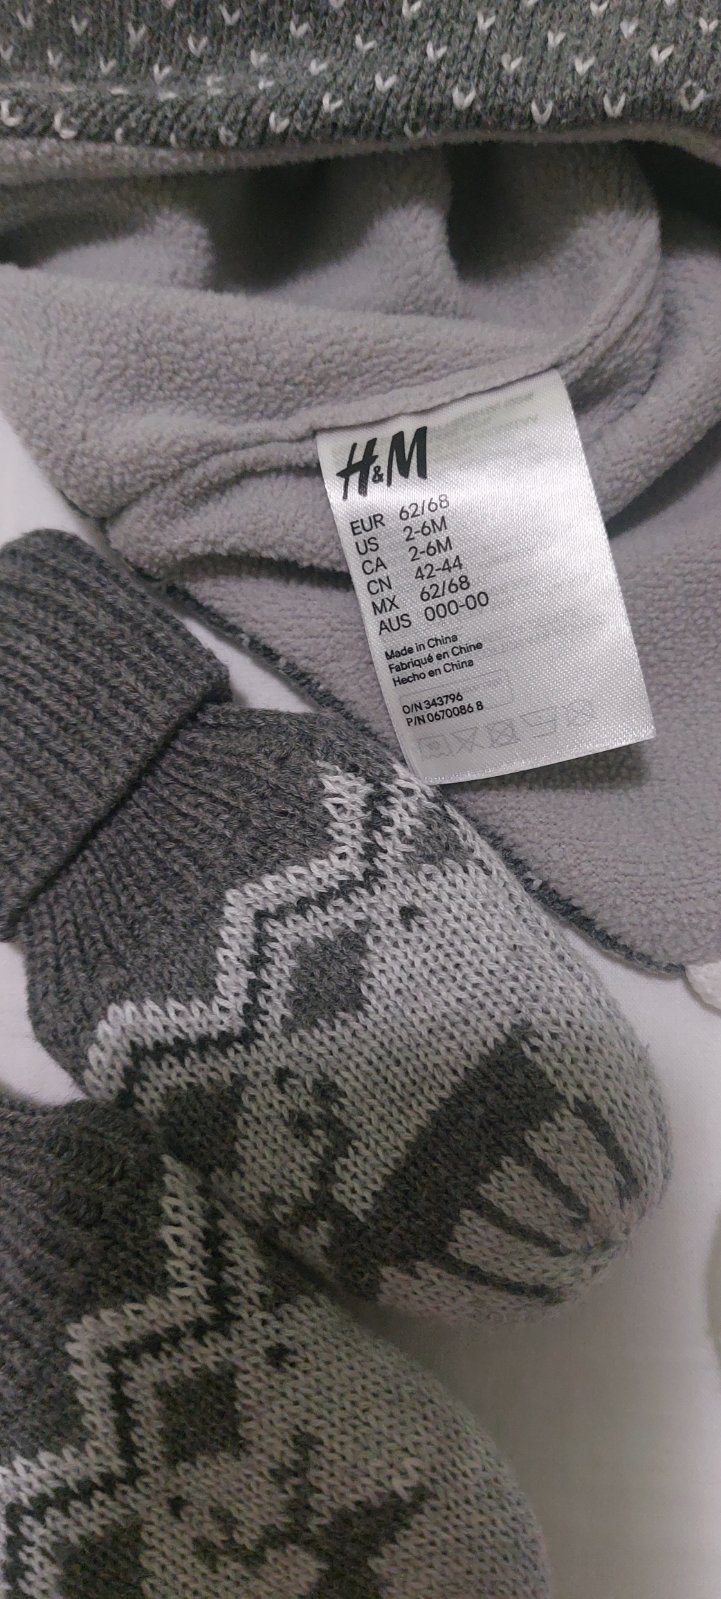 H&M
EUR 62/68
US 2-6M
CA 2-6M
CN 42-44
MX 62/68
AUS 000-00
Made in China
Fabriqué en Chine
Hecho en China
O/N 343796
P/N 0670086 B